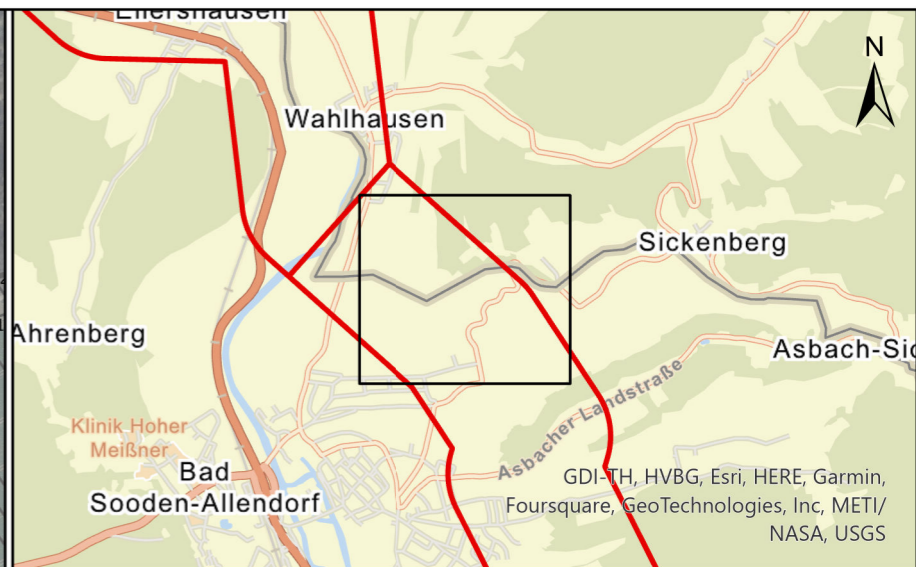 Ellershausen
N
Wahlhausen
Sickenberg
Ahrenberg
Asbach-Sic
Klinik Hoher
Meißner
Asbacher Landstraße
Bad
Sooden-Allendorf
GDI-TH, HVBG, Esri, HERE, Garmin,
Foursquare, GeoTechnologies, Inc, METI/
NASA, USGS